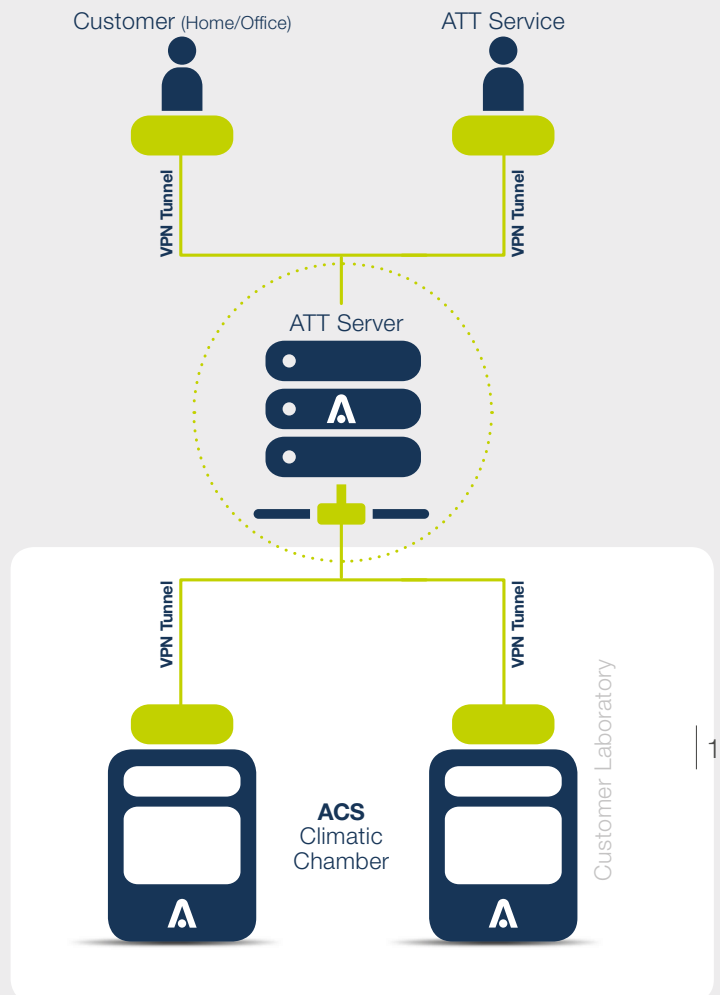 Customer (Home/Office)
ATT Service
VPN Tunnel
VPN Tunnel
ATT Server
VPN Tunnel
VPN Tunnel
Customer Laboratory
ACS
Climatic
Chamber
1